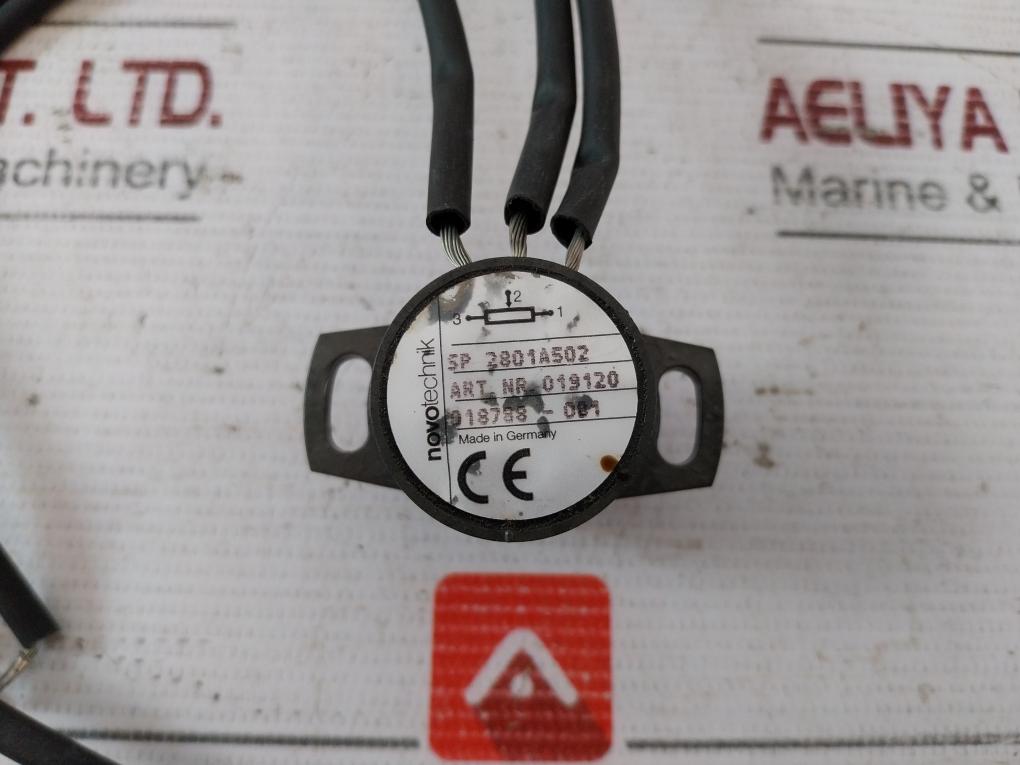 T. LTD.
achinery
AELIYA
Marine &
2
3 1
novotechnik
SP 2801A502
ART. NR 019120
018788 - 001
Made in Germany
CE